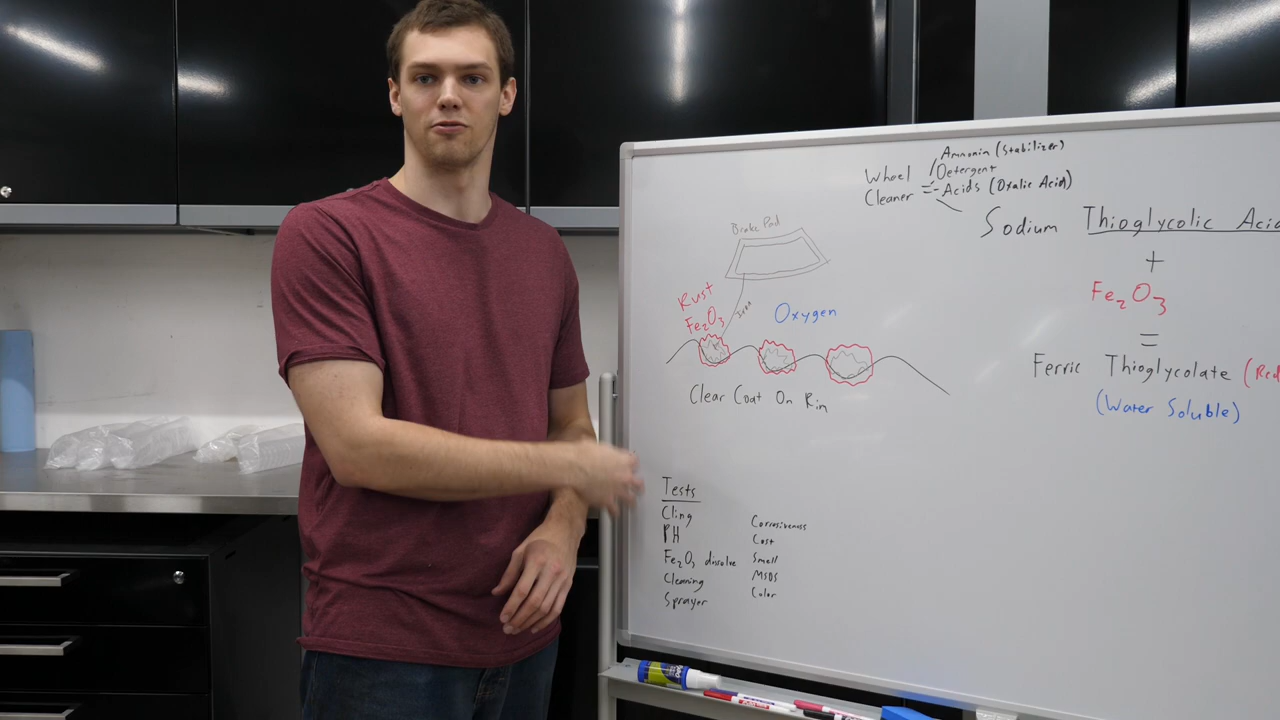 Ammonia (Stabilizer)
Wheel Detergent
Cleaner = - Acids (Oxalic Acid)
Sodium Thioglycolic Acid
+
Fe2O3
=
Ferric Thioglycolate (Red
(Water Soluble)
Brake Pad
Rust
Fe2O3
Iron
Oxygen
Clear Coat On Rim
Tests
Cling
PH
Fe2O3 dissolve
Cleaning
Sprayer
Corrosiveness
Cost
Smell
MSDS
Color